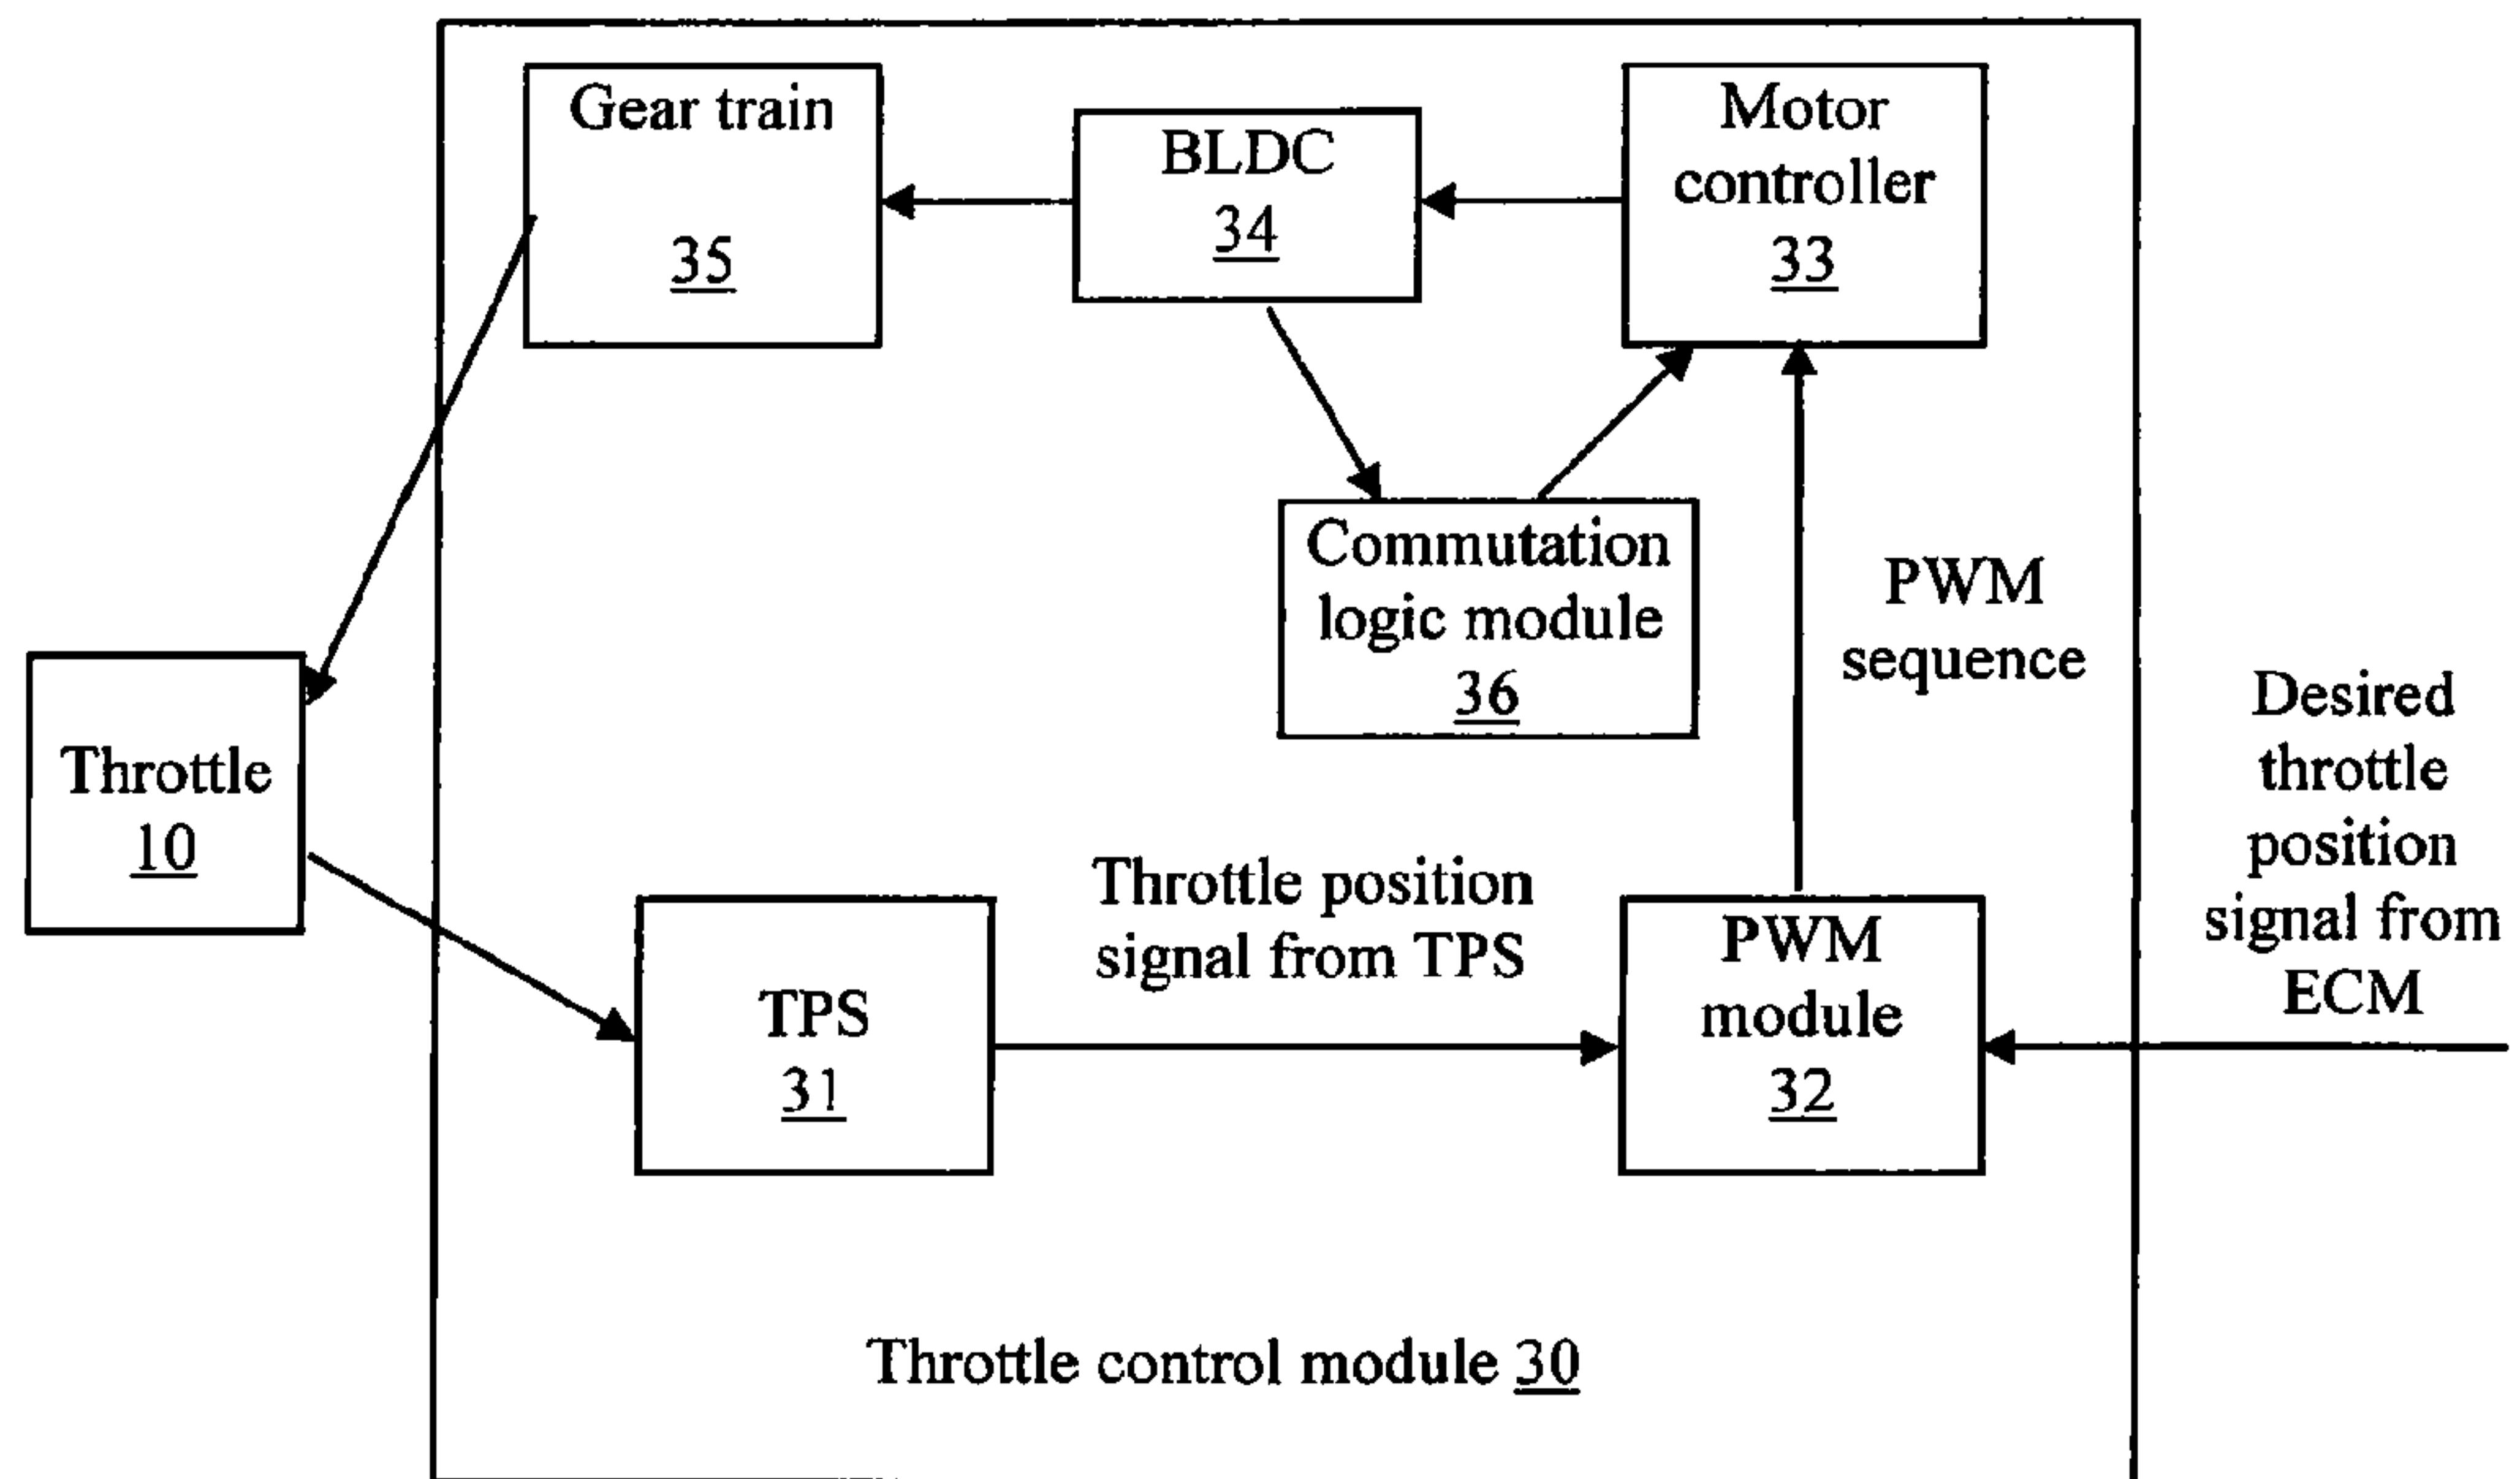 Gear train
35
BLDC
34
Motor
controller
33
Commutation
logic module
36
PWM
sequence
Throttle
10
Desired
throttle
position
signal from
ECM
TPS
31
Throttle position
signal from TPS
PWM
module
32
Throttle control module 30